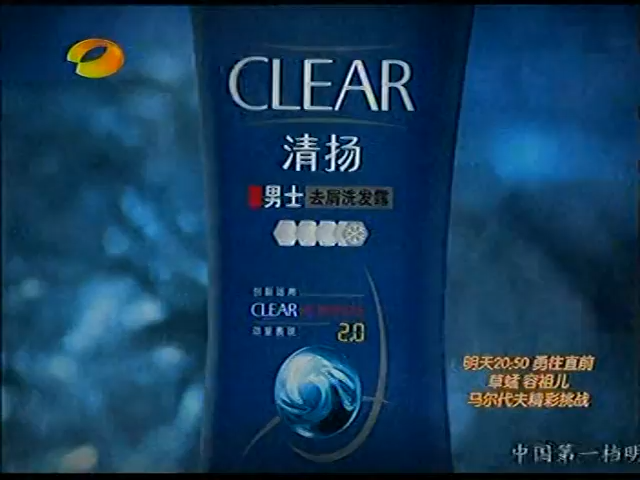 CLEAR
清扬
男士 去屑洗发露
CLEAR
2.0
明天20:50 勇往直前
草蜢 容祖儿
马尔代夫精彩挑战
中国第一档明